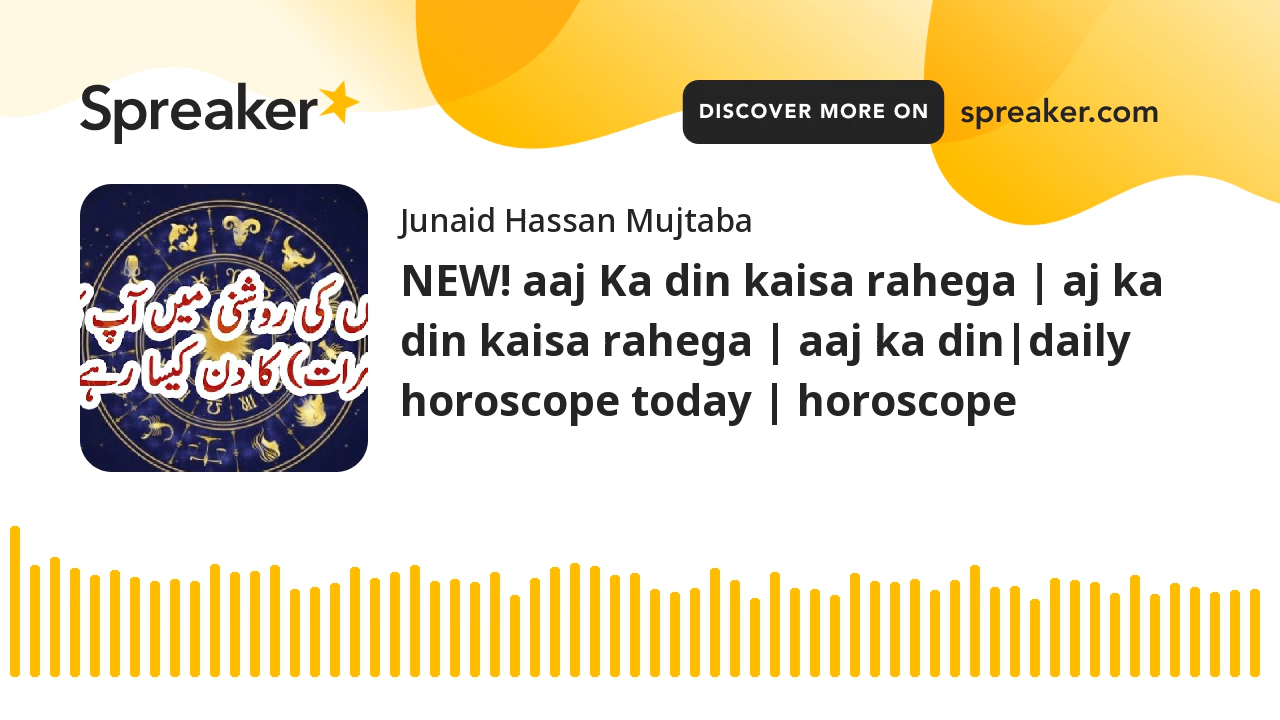 Spreaker
DISCOVER MORE ON spreaker.com
Junaid Hassan Mujtaba
NEW! aaj Ka din kaisa rahega | aj ka
din kaisa rahega | aaj ka din|daily
horoscope today | horoscope
کی روشنی میں آپ
کا دن کیسا رہے